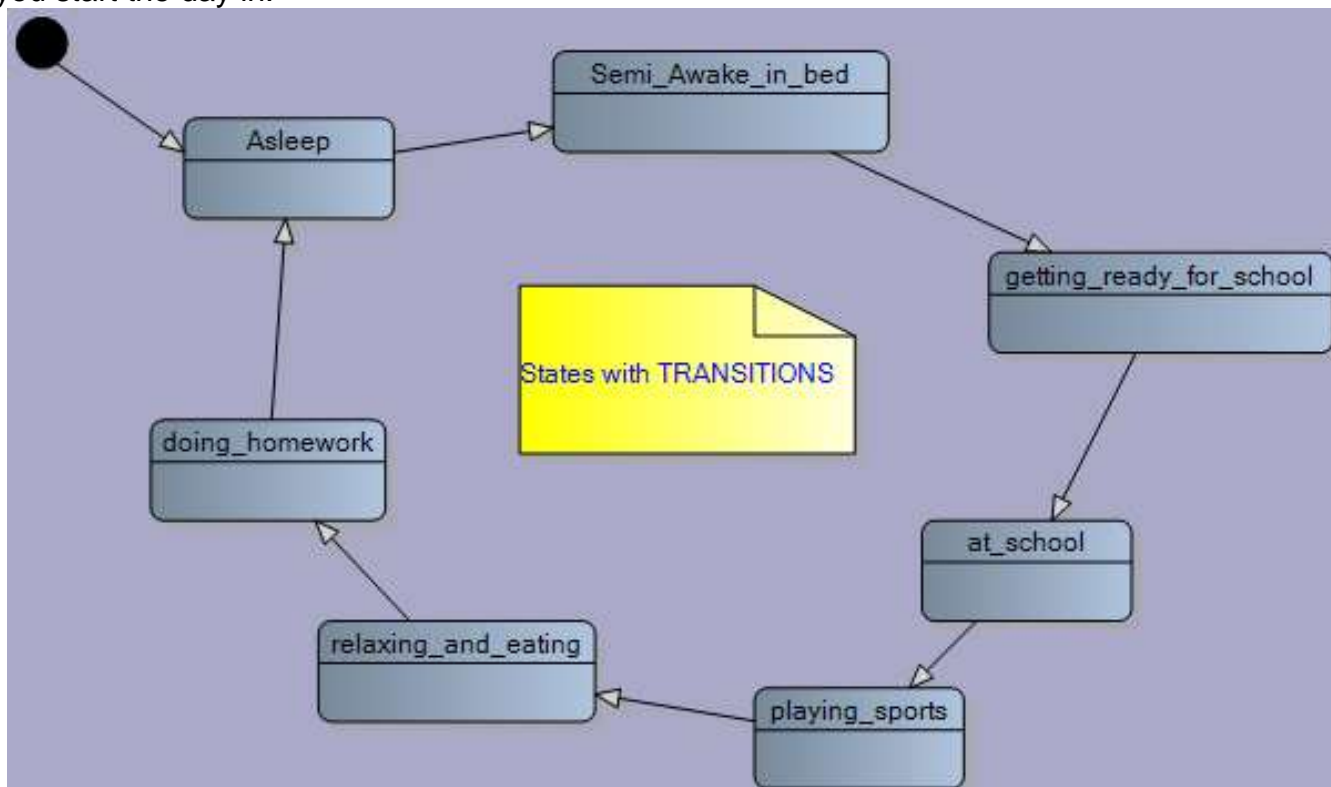 you start the day in.
Semi_Awake_in_bed
Asleep
getting_ready_for_school
States with TRANSITIONS
doing_homework
at_school
relaxing_and_eating
playing_sports